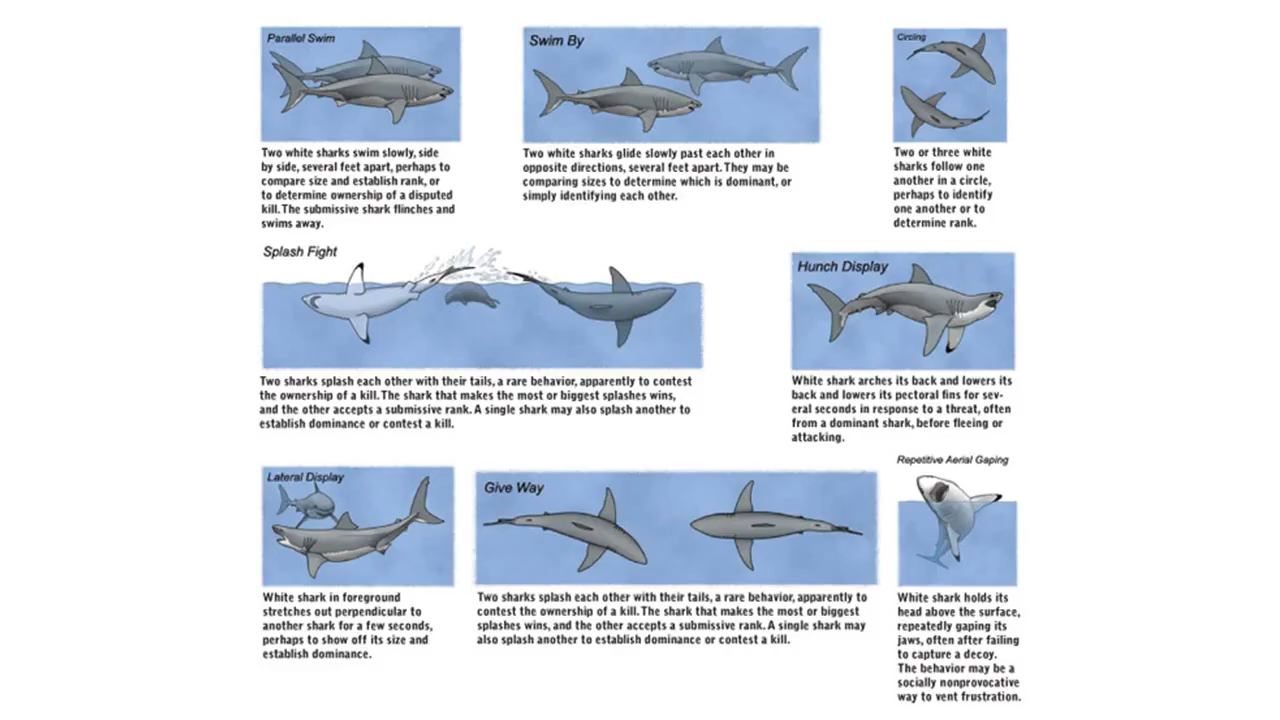 Parallel Swim
Two white sharks swim slowly, side
by side, several feet apart, perhaps to
compare size and establish rank, or
to determine ownership of a disputed
kill. The submissive shark flinches and
swims away.
Swim By
Two white sharks glide slowly past each other in
opposite directions, several feet apart. They may be
comparing sizes to determine which is dominant, or
simply identifying each other.
Circling
Two or three white
sharks follow one
another in a circle,
perhaps to identify
one another or to
determine rank.
Splash Fight
Two sharks splash each other with their tails, a rare behavior, apparently to contest
the ownership of a kill. The shark that makes the most or biggest splashes wins,
and the other accepts a submissive rank. A single shark may also splash another to
establish dominance or contest a kill.
Hunch Display
White shark arches its back and lowers its
back and lowers its pectoral fins for sev-
eral seconds in response to a threat, often
from a dominant shark, before fleeing or
attacking.
Lateral Display
White shark in foreground
stretches out perpendicular to
another shark for a few seconds,
perhaps to show off its size and
establish dominance.
Give Way
Two sharks splash each other with their tails, a rare behavior, apparently to
contest the ownership of a kill. The shark that makes the most or biggest
splashes wins, and the other accepts a submissive rank. A single shark may
also splash another to establish dominance or contest a kill.
Repetitive Aerial Gaping
White shark holds its
head above the surface,
repeatedly gaping its
jaws, often after failing
to capture a decoy.
The behavior may be a
socially nonprovocative
way to vent frustration.